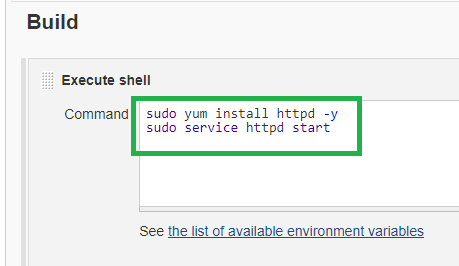 Build
Execute shell
Command
sudo yum install httpd -y
sudo service httpd start
See the list of available environment variables